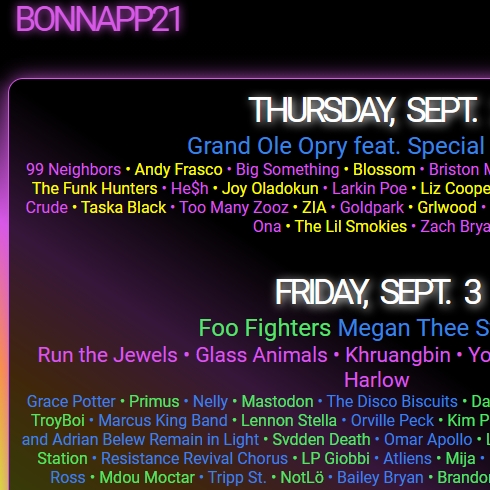 BONNAPP21
THURSDAY, SEPT.
Grand Ole Opry feat. Special
99 Neighbors • Andy Frasco • Big Something • Blossom • Briston M
The Funk Hunters • He$h • Joy Oladokun • Larkin Poe • Liz Coope
Crude • Taska Black • Too Many Zooz • ZIA • Goldpark • Grlwood •
Ona • The Lil Smokies • Zach Brya
FRIDAY, SEPT. 3
Foo Fighters Megan Thee S
Run the Jewels • Glass Animals • Khruangbin • Yo
Harlow
Grace Potter • Primus • Nelly • Mastodon • The Disco Biscuits • Da
TroyBoi • Marcus King Band • Lennon Stella • Orville Peck • Kim P
and Adrian Belew Remain in Light • Svdden Death • Omar Apollo • L
Station • Resistance Revival Chorus • LP Giobbi • Atliens • Mija •
Ross • Mdou Moctar • Tripp St. • NotLö • Bailey Bryan • Brandon